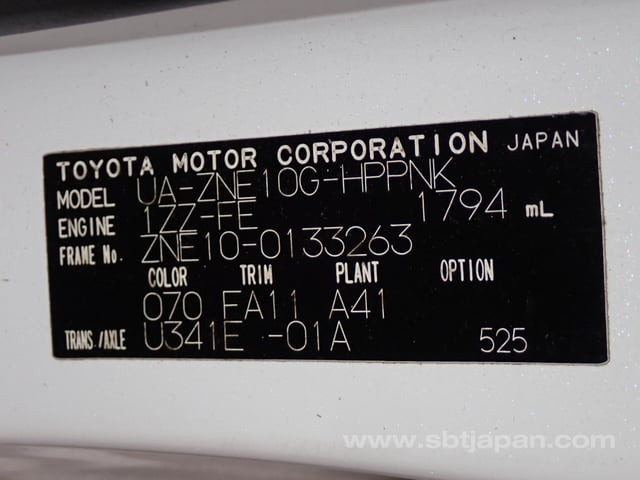 TOYOTA MOTOR CORPORATION JAPAN
MODEL UA-ZNE10G-HPPNK
ENGINE 1ZZ-FE 1794 mL
FRAME No. ZNE10-0133263
COLOR TRIM PLANT OPTION
070 FA11 A41
TRANS./AXLE U341E -01A 525
www.sbtjapan.com